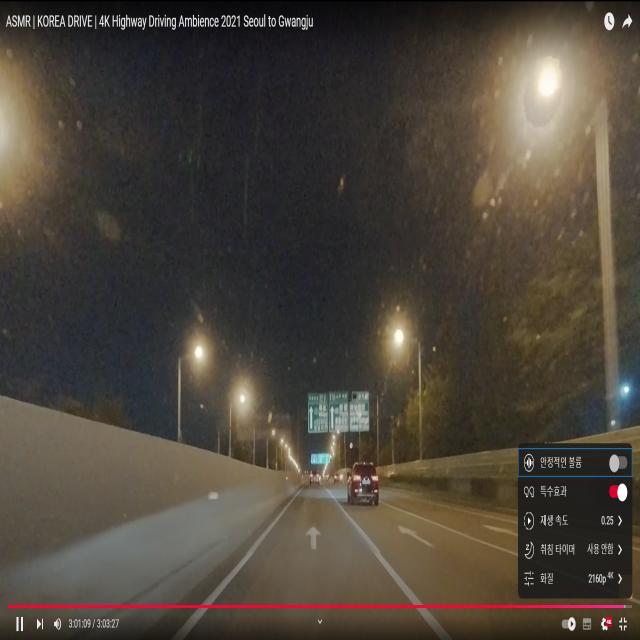 ASMR | KOREA DRIVE | 4K Highway Driving Ambience 2021 Seoul to Gwangju
안정적인 볼륨
특수효과
재생 속도 0.25
취침 타이머 사용 안함
화질 2160p 4K
3:01:09 / 3:03:27